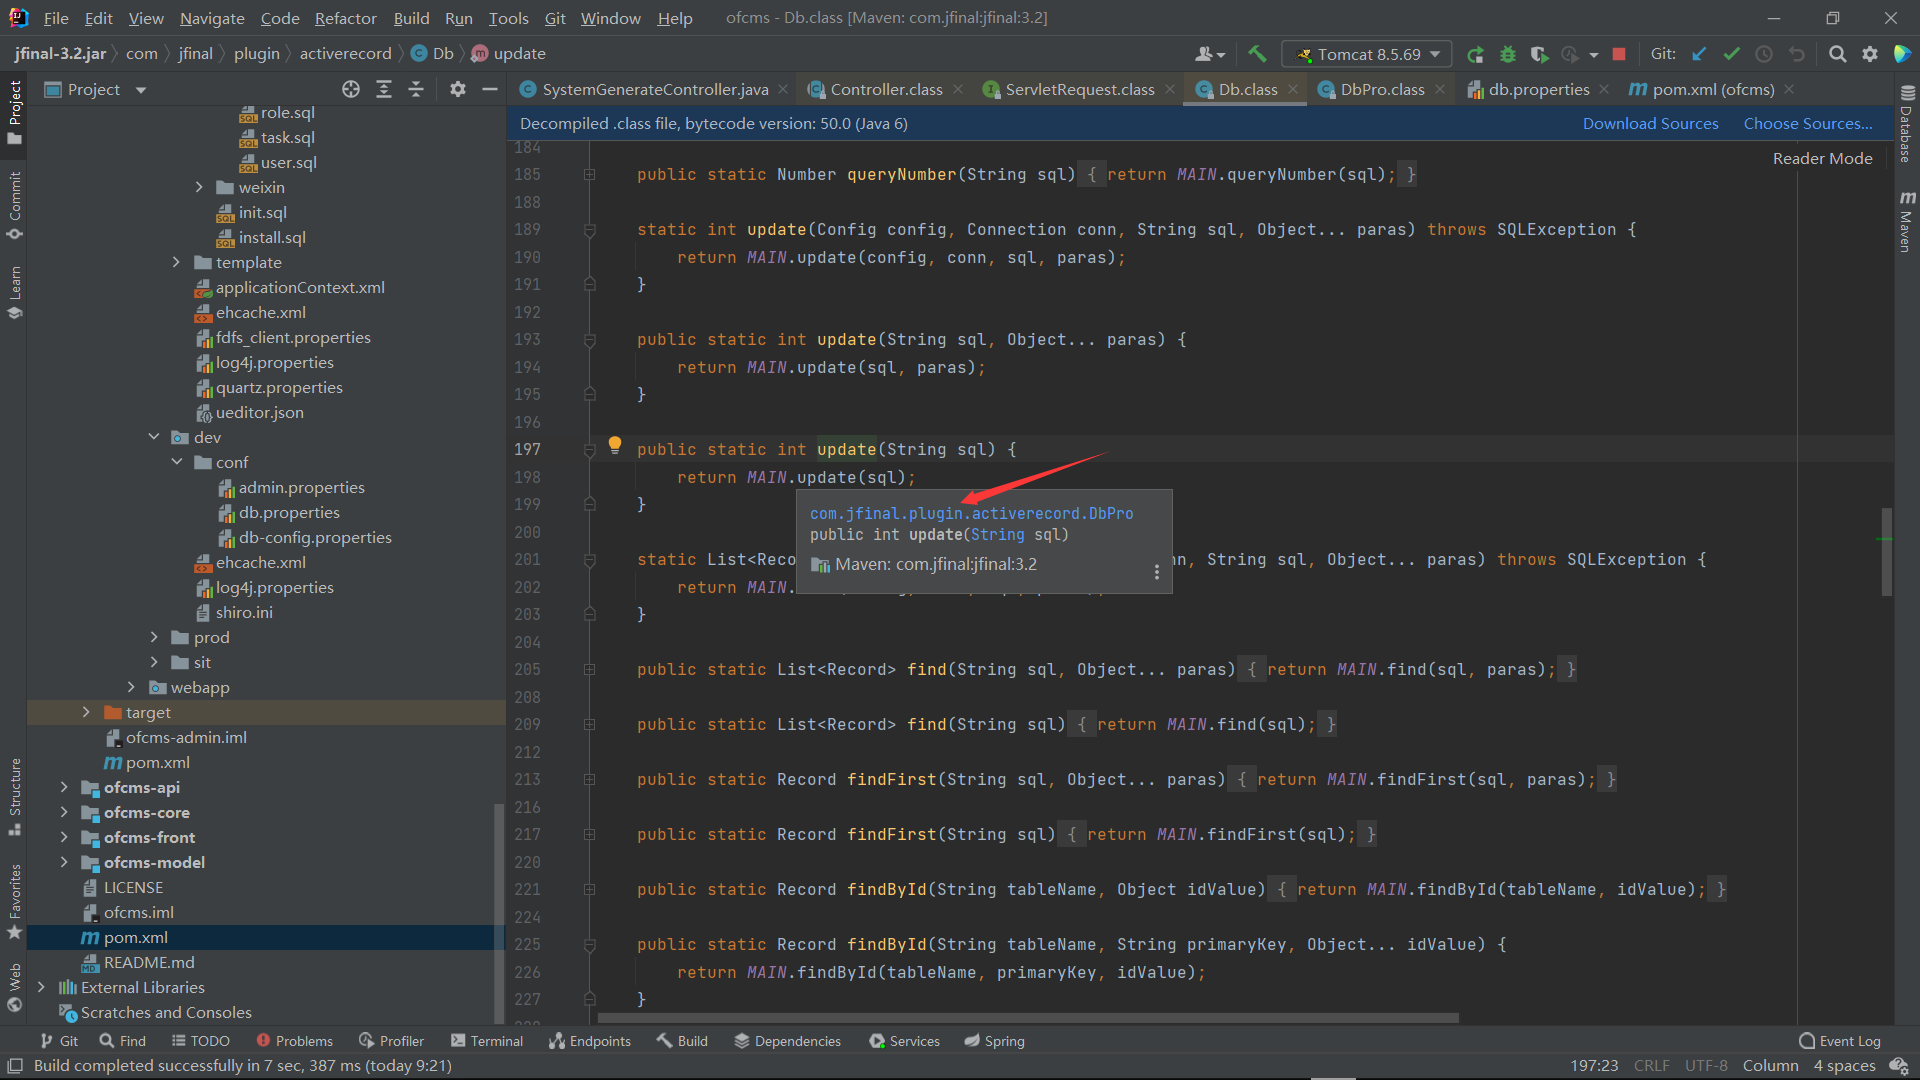 File Edit View Navigate Code Refactor Build Run Tools Git Window Help ofcms - Db.class [Maven: com.jfinal:jfinal:3.2]
jfinal-3.2.jar com jfinal plugin activerecord Db update Tomcat 8.5.69 Git:
Project
SystemGenerateController.java Controller.class ServletRequest.class Db.class DbPro.class db.properties pom.xml (ofcms)
Decompiled .class file, bytecode version: 50.0 (Java 6) Download Sources Choose Sources...
Reader Mode
Project
Commit
Learn
Structure
Favorites
Web
role.sql
task.sql
user.sql
weixin
init.sql
install.sql
template
applicationContext.xml
ehcache.xml
fdfs_client.properties
log4j.properties
quartz.properties
ueditor.json
dev
conf
admin.properties
db.properties
db-config.properties
ehcache.xml
log4j.properties
shiro.ini
prod
sit
webapp
target
ofcms-admin.iml
pom.xml
ofcms-api
ofcms-core
ofcms-front
ofcms-model
LICENSE
ofcms.iml
pom.xml
README.md
External Libraries
Scratches and Consoles
184
185 public static Number queryNumber(String sql) { return MAIN.queryNumber(sql); }
188
189 static int update(Config config, Connection conn, String sql, Object... paras) throws SQLException {
190 return MAIN.update(config, conn, sql, paras);
191 }
192
193 public static int update(String sql, Object... paras) {
194 return MAIN.update(sql, paras);
195 }
196
197 public static int update(String sql) {
198 return MAIN.update(sql);
199 }
com.jfinal.plugin.activerecord.DbPro
public int update(String sql)
Maven: com.jfinal:jfinal:3.2
200
201 static List<Reco nn, String sql, Object... paras) throws SQLException {
202 return MAIN.
203 }
204
205 public static List<Record> find(String sql, Object... paras) { return MAIN.find(sql, paras); }
208
209 public static List<Record> find(String sql) { return MAIN.find(sql); }
212
213 public static Record findFirst(String sql, Object... paras) { return MAIN.findFirst(sql, paras); }
216
217 public static Record findFirst(String sql) { return MAIN.findFirst(sql); }
220
221 public static Record findById(String tableName, Object idValue) { return MAIN.findById(tableName, idValue); }
224
225 public static Record findById(String tableName, String primaryKey, Object... idValue) {
226 return MAIN.findById(tableName, primaryKey, idValue);
227 }
Database
Maven
Git Find TODO Problems Profiler Terminal Endpoints Build Dependencies Services Spring Event Log
Build completed successfully in 7 sec, 387 ms (today 9:21) 197:23 CRLF UTF-8 Column 4 spaces